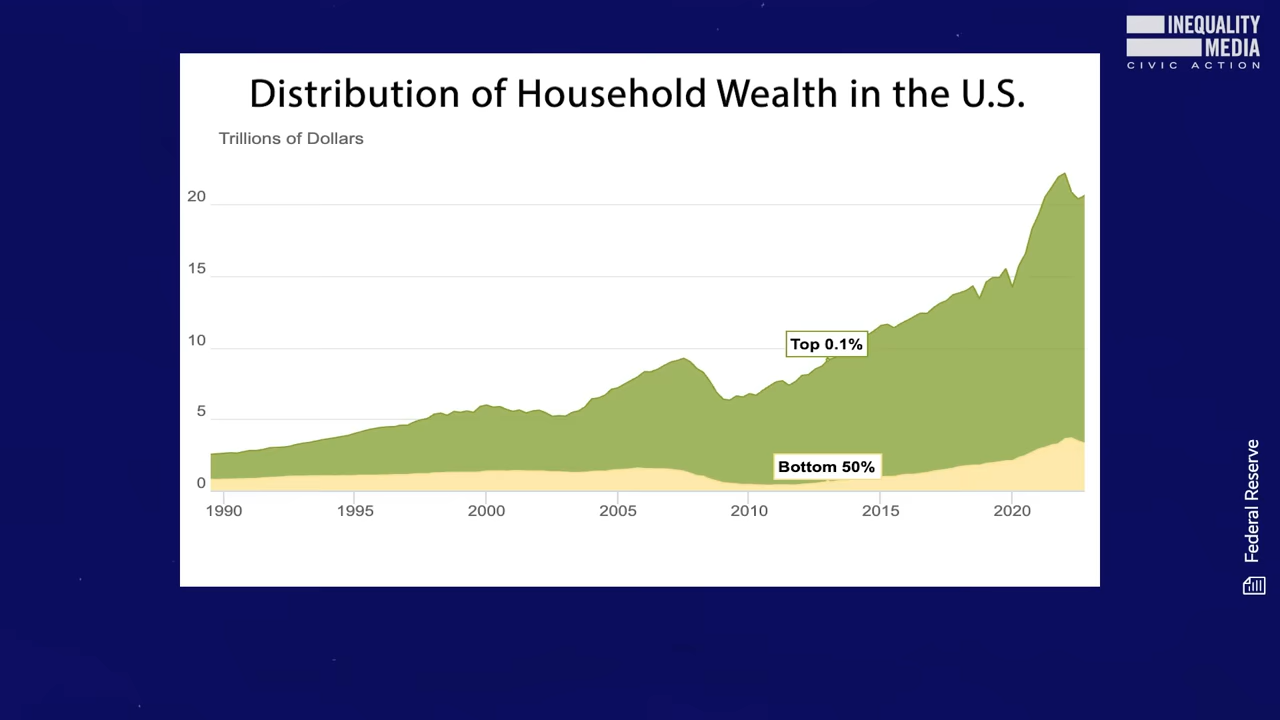 INEQUALITY
MEDIA
CIVIC ACTION
Distribution of Household Wealth in the U.S.
Trillions of Dollars
20
15
10
5
0
Top 0.1%
Bottom 50%
1990
1995
2000
2005
2010
2015
2020
Federal Reserve